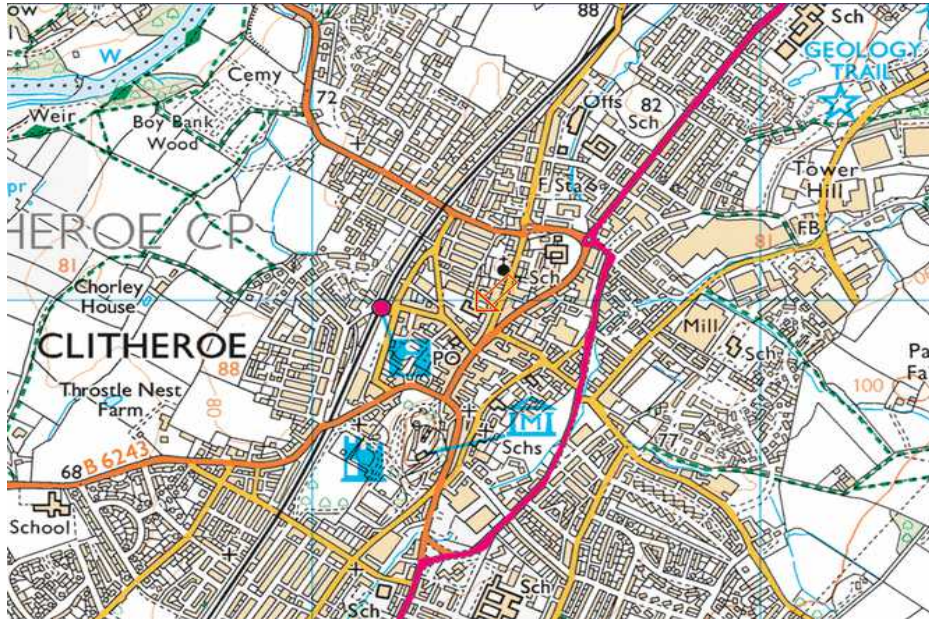 88
Sch
ow
W
GEOLOGY
TRAIL
Cemy
72
Offs
82
Sch
Weir
Boy Bank
Wood
Tower
Hill
F Sta
pr
HEROE CP
FB
81
81
Sch
Chorley
House
Mill
CLITHEROE
PO
Sch
Pa
Fa
88
100
Throstle Nest
Farm
80
M
Schs
77
68
B 6243
School
Sch
Sch